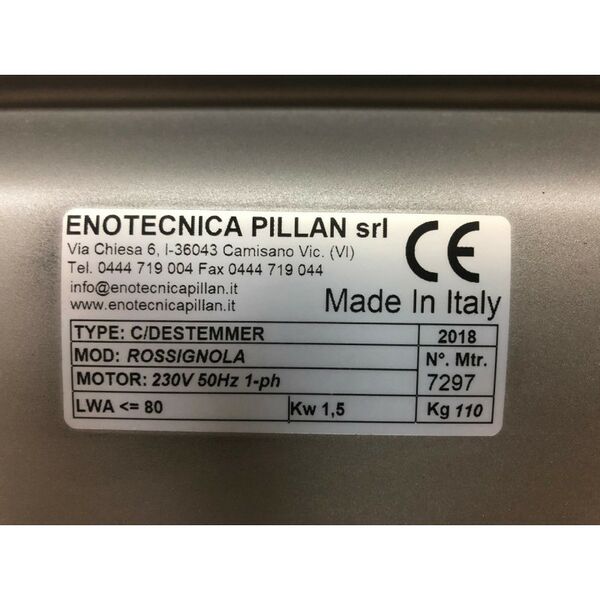 ENOTECNICA PILLAN srl
Via Chiesa 6, I-36043 Camisano Vic. (VI)
Tel. 0444 719 004 Fax 0444 719 044
info@enotecnicapillan.it
www.enotecnicapillan.it
CE
Made In Italy
TYPE: C/DESTEMMER 2018
MOD: ROSSIGNOLA N°. Mtr.
MOTOR: 230V 50Hz 1-ph 7297
LWA <= 80 Kw 1,5 Kg 110